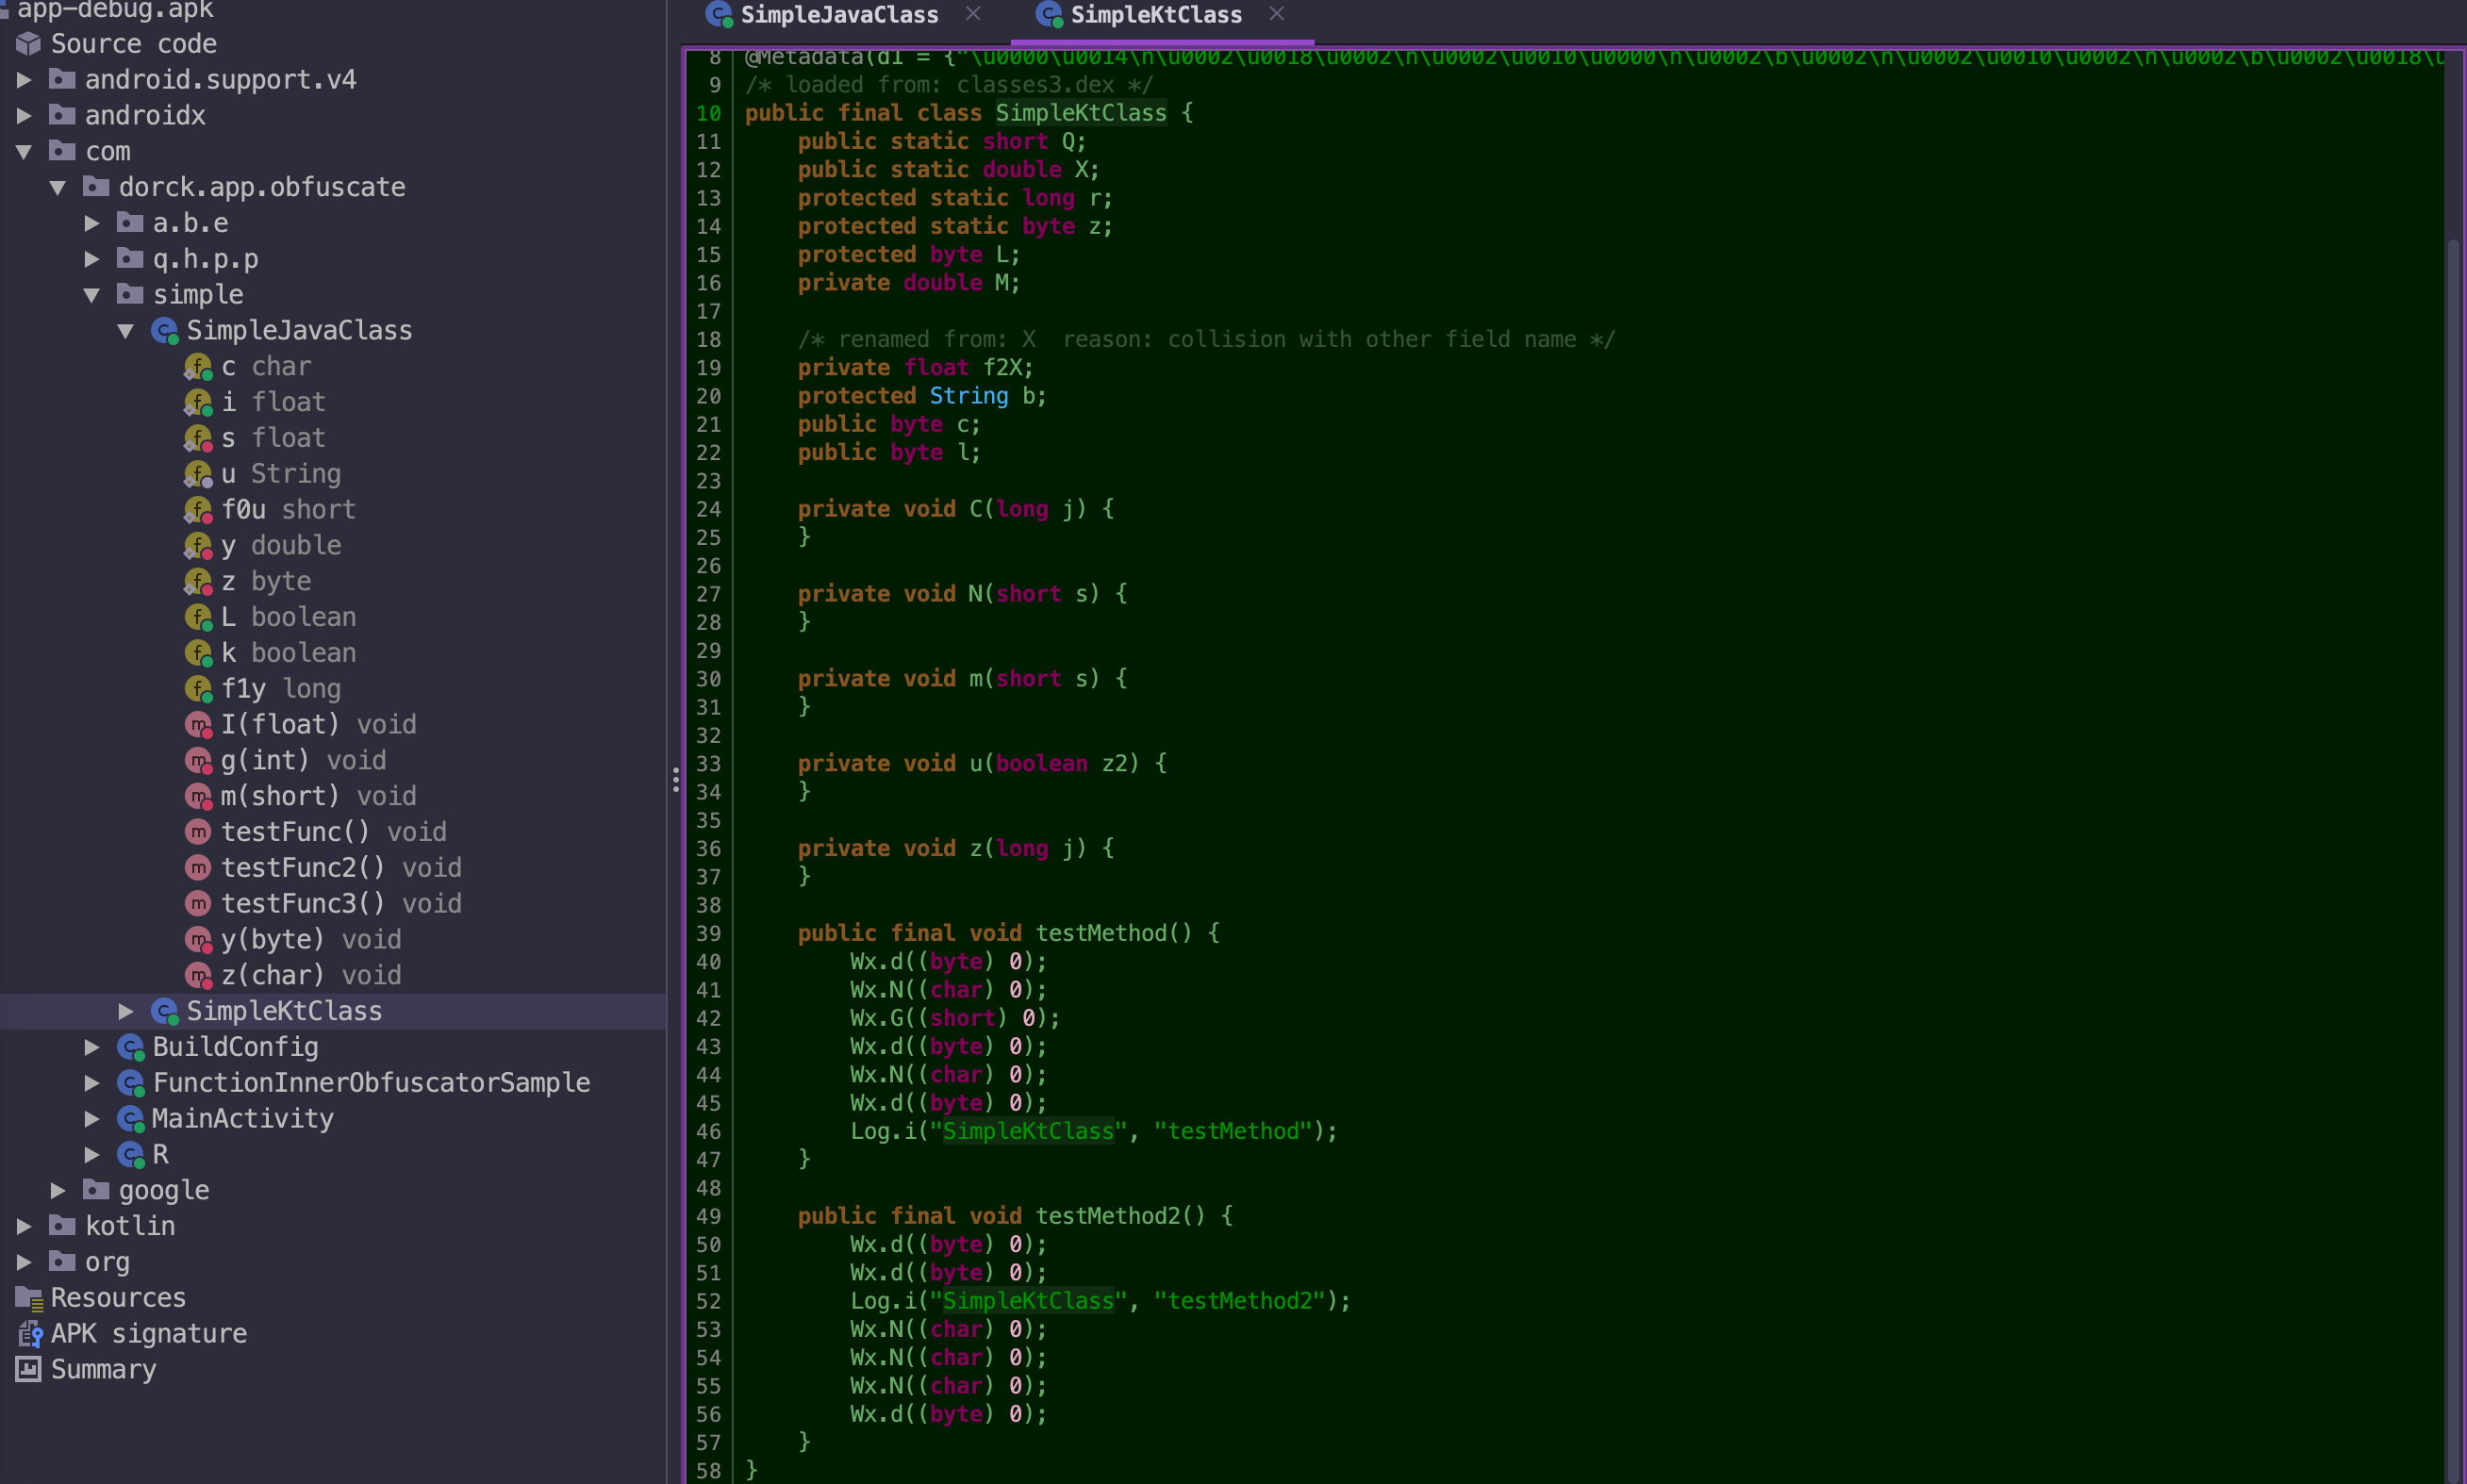 app-debug.apk
Source code
android.support.v4
androidx
com
dorck.app.obfuscate
a.b.e
q.h.p.p
simple
SimpleJavaClass
c char
i float
s float
u String
f0u short
y double
z byte
L boolean
k boolean
f1y long
I(float) void
g(int) void
m(short) void
testFunc() void
testFunc2() void
testFunc3() void
y(byte) void
z(char) void
SimpleKtClass
BuildConfig
FunctionInnerObfuscatorSample
MainActivity
R
google
kotlin
org
Resources
APK signature
Summary
SimpleJavaClass × SimpleKtClass ×
8 @Metadata(d1 = {"\u0000\u0014\n\u0002\u0018\u0002\n\u0002\u0010\u0000\n\u0002\b\u0002\n\u0002\u0010\u0002\n\u0002\b\u0002\u0018\u
9 /* loaded from: classes3.dex */
10 public final class SimpleKtClass {
11     public static short Q;
12     public static double X;
13     protected static long r;
14     protected static byte z;
15     protected byte L;
16     private double M;
17
18     /* renamed from: X  reason: collision with other field name */
19     private float f2X;
20     protected String b;
21     public byte c;
22     public byte l;
23
24     private void C(long j) {
25     }
26
27     private void N(short s) {
28     }
29
30     private void m(short s) {
31     }
32
33     private void u(boolean z2) {
34     }
35
36     private void z(long j) {
37     }
38
39     public final void testMethod() {
40         Wx.d((byte) 0);
41         Wx.N((char) 0);
42         Wx.G((short) 0);
43         Wx.d((byte) 0);
44         Wx.N((char) 0);
45         Wx.d((byte) 0);
46         Log.i("SimpleKtClass", "testMethod");
47     }
48
49     public final void testMethod2() {
50         Wx.d((byte) 0);
51         Wx.d((byte) 0);
52         Log.i("SimpleKtClass", "testMethod2");
53         Wx.N((char) 0);
54         Wx.N((char) 0);
55         Wx.N((char) 0);
56         Wx.d((byte) 0);
57     }
58 }